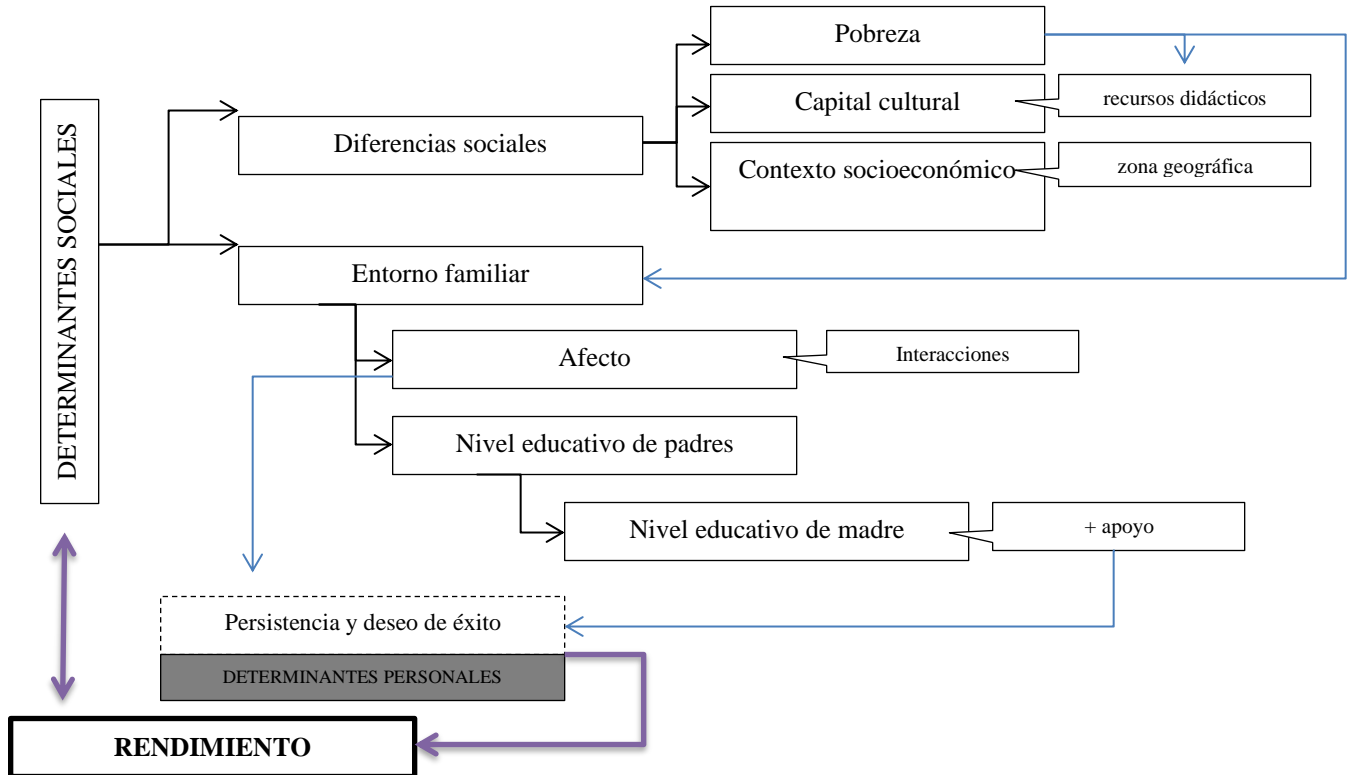 Pobreza
DETERMINANTES SOCIALES
Capital cultural
recursos didácticos
Diferencias sociales
Contexto socioeconómico
zona geográfica
Entorno familiar
Afecto
Interacciones
Nivel educativo de padres
Nivel educativo de madre
+ apoyo
Persistencia y deseo de éxito
DETERMINANTES PERSONALES
RENDIMIENTO